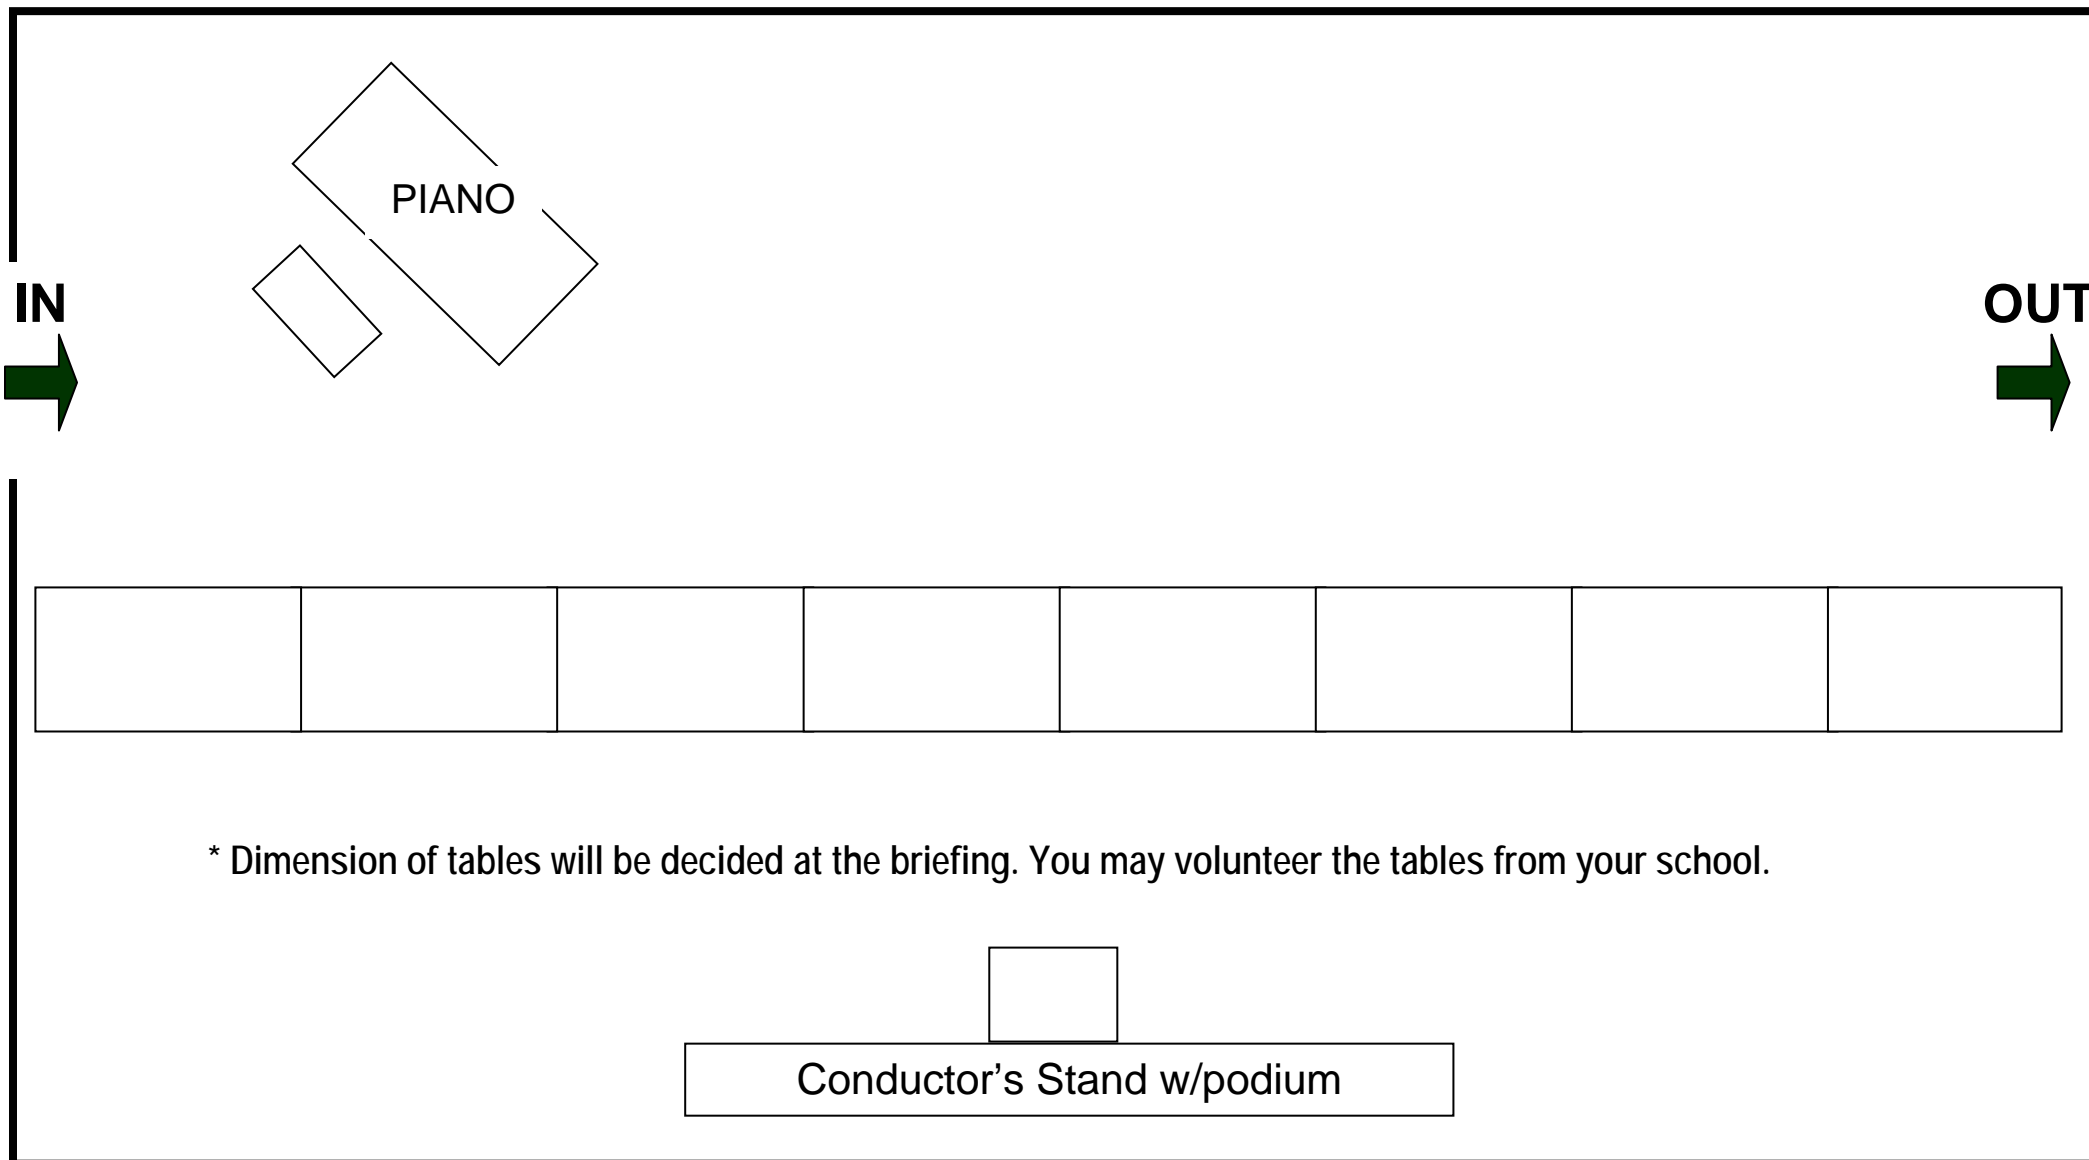 PIANO
IN
OUT
* Dimension of tables will be decided at the briefing. You may volunteer the tables from your school.
Conductor’s Stand w/podium